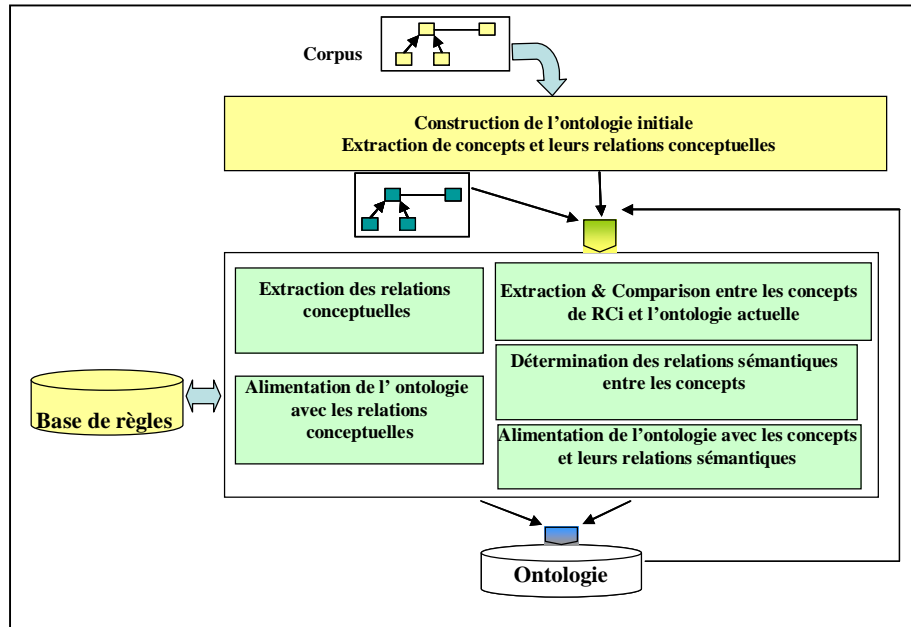 Corpus
Construction de l'ontologie initiale
Extraction de concepts et leurs relations conceptuelles
Extraction des relations
conceptuelles
Extraction & Comparison entre les concepts
de RCi et l'ontologie actuelle
Détermination des relations sémantiques
entre les concepts
Alimentation de l' ontologie
avec les relations
conceptuelles
Alimentation de l'ontologie avec les concepts
et leurs relations sémantiques
Base de règles
Ontologie